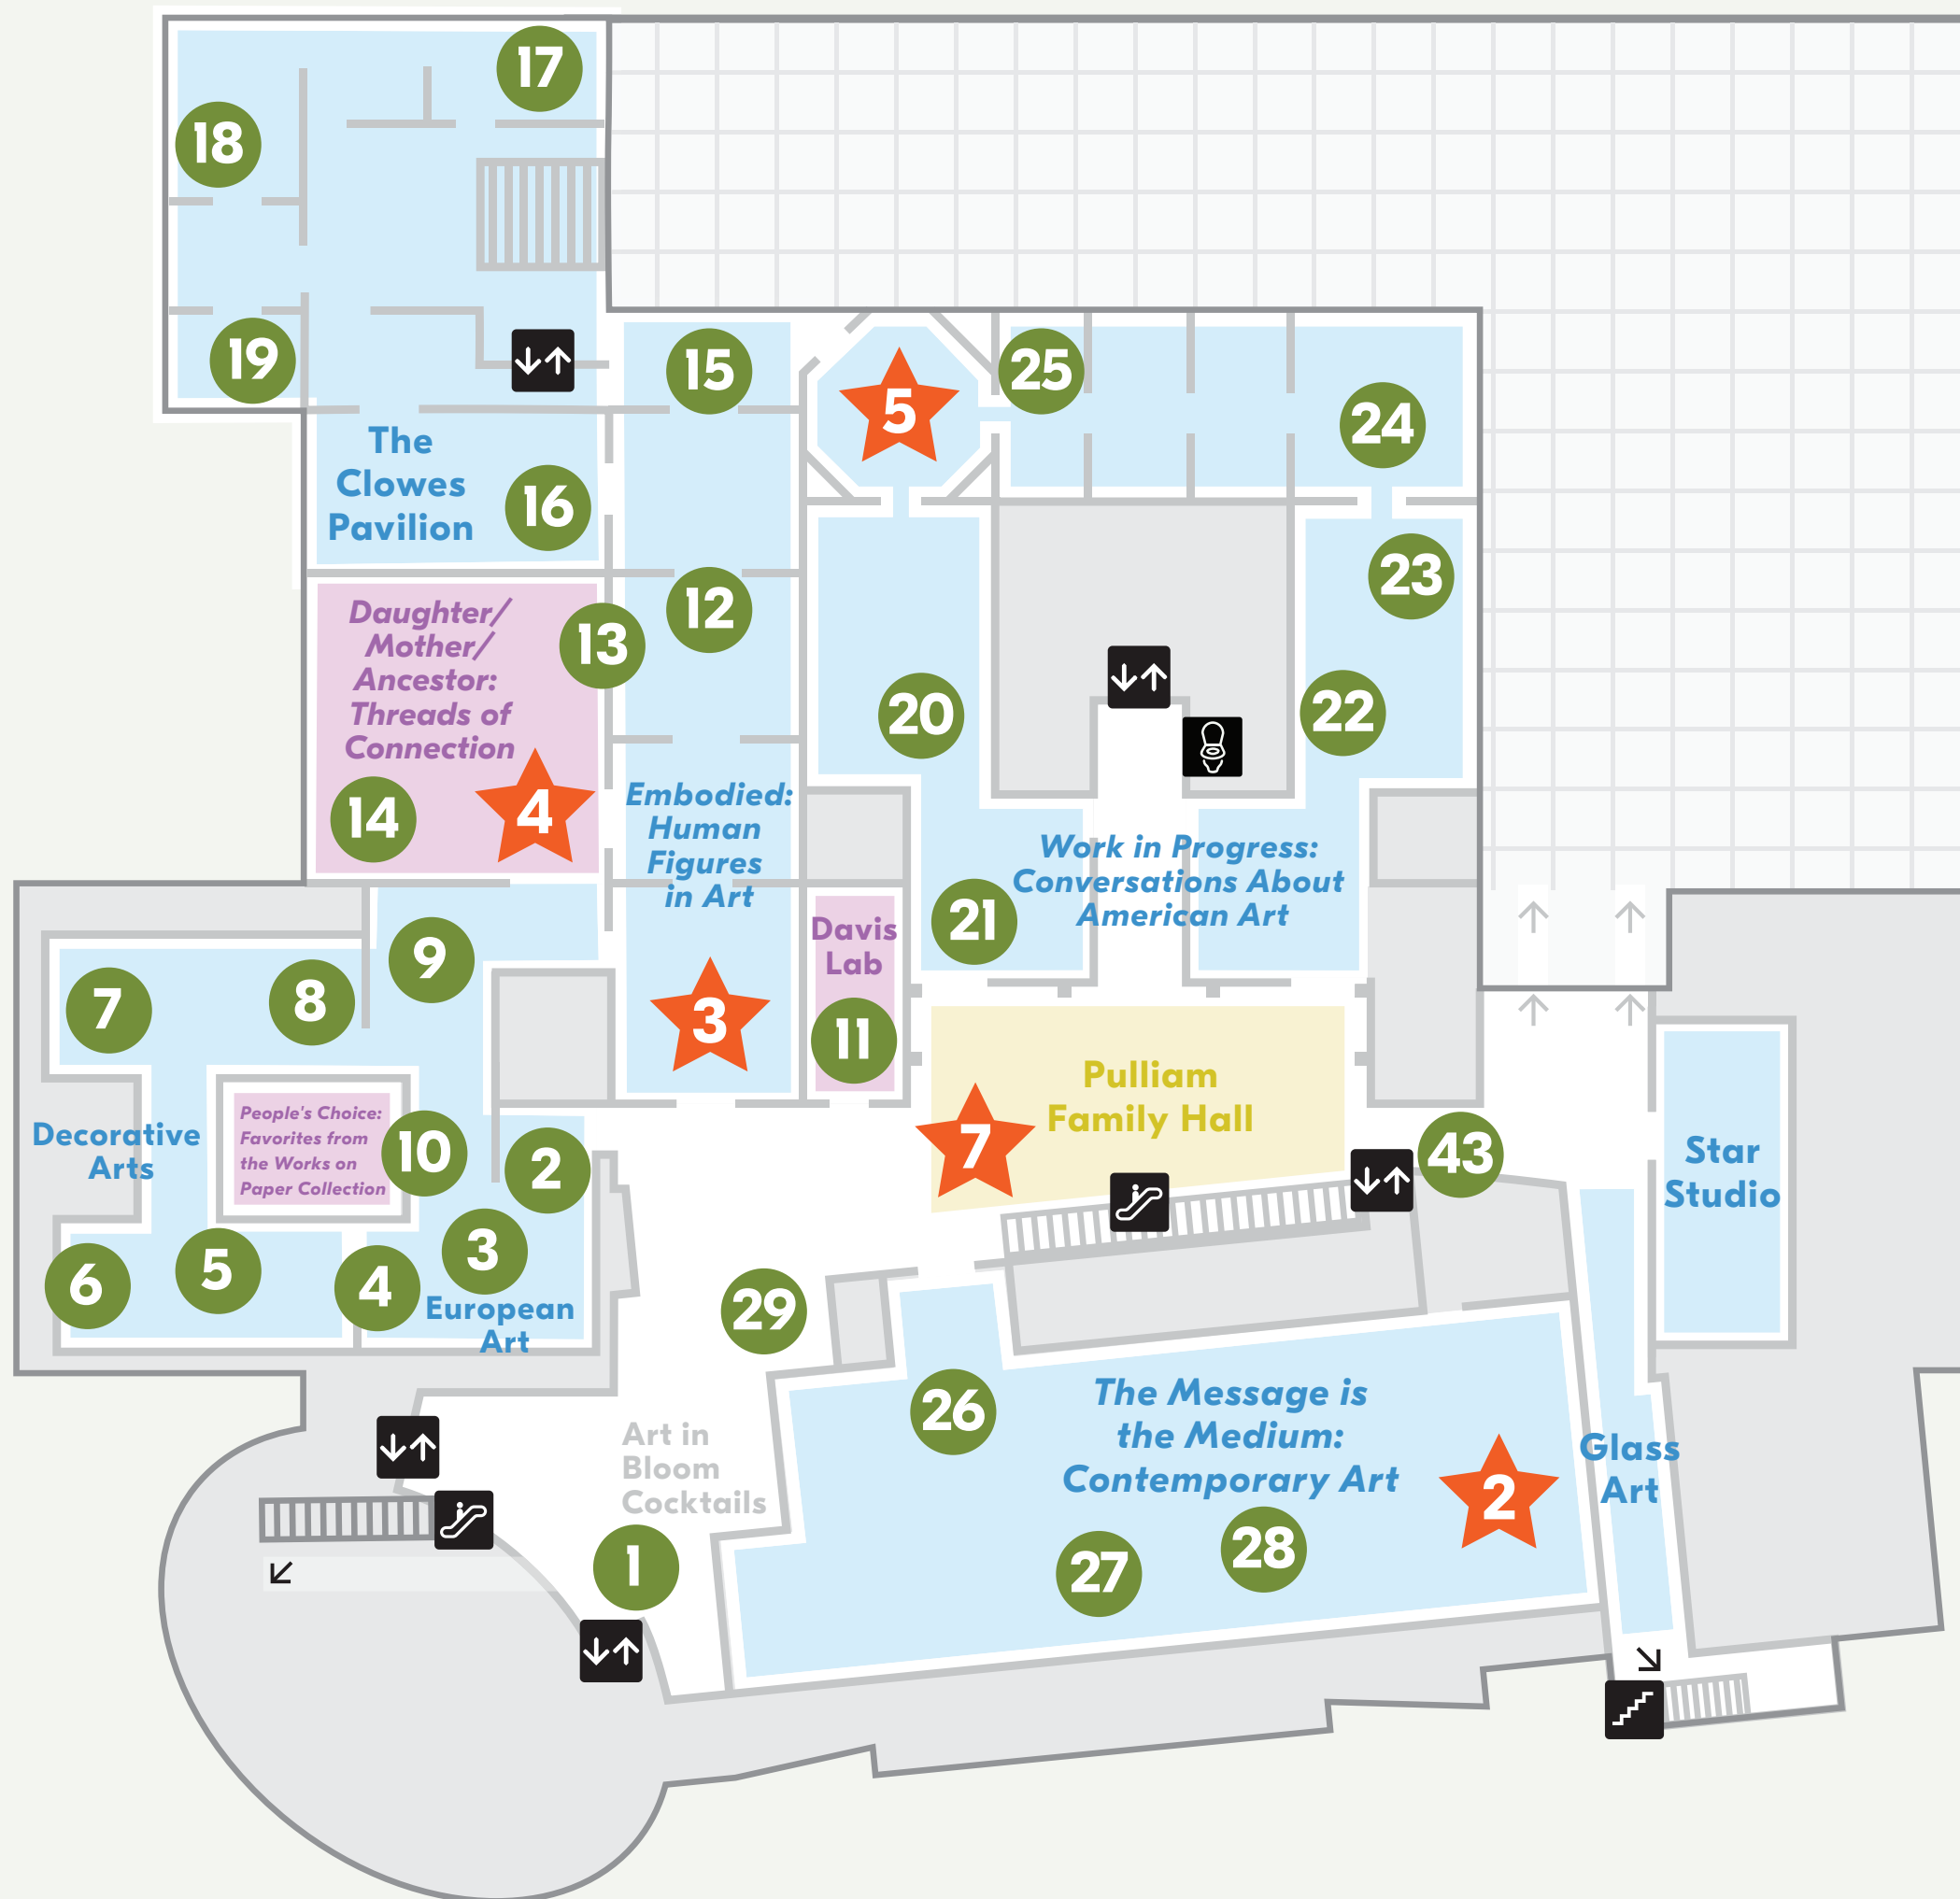 17
18
19
15
5
25
24
The
Clowes
Pavilion
16
Daughter/
Mother/
Ancestor:
Threads of
Connection
13
12
14
4
Embodied:
Human
Figures
in Art
20
23
22
Work in Progress:
Conversations About
American Art
21
Davis
Lab
11
3
9
7
8
Decorative
Arts
People's Choice:
Favorites from
the Works on
Paper Collection
10
2
3
6
5
4
European
Art
Pulliam
Family Hall
7
43
Star
Studio
29
26
The Message is
the Medium:
Contemporary Art
2
Glass
Art
Art in
Bloom
Cocktails
1
27
28